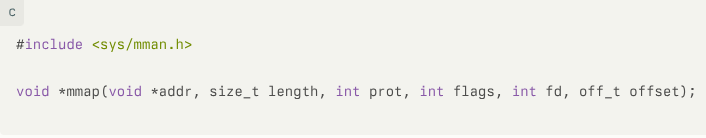 c
#include <sys/mman.h>
void *mmap(void *addr, size_t length, int prot, int flags, int fd, off_t offset);